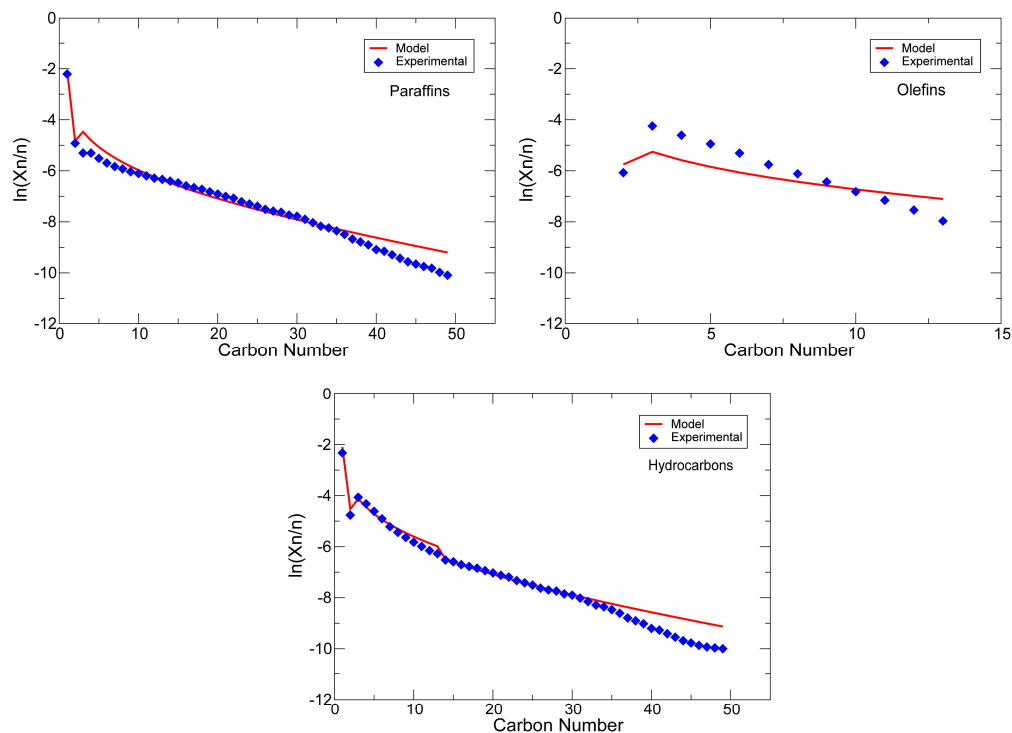 0
-2
-4
-6
-8
-10
-12
ln(Xn/n)
Model
Experimental
Paraffins
0
10
20
30
40
50
Carbon Number
0
-2
-4
-6
-8
-10
-12
ln(Xn/n)
Model
Experimental
Olefins
0
5
10
15
Carbon Number
0
-2
-4
-6
-8
-10
-12
ln(Xn/n)
Model
Experimental
Hydrocarbons
0
10
20
30
40
50
Carbon Number